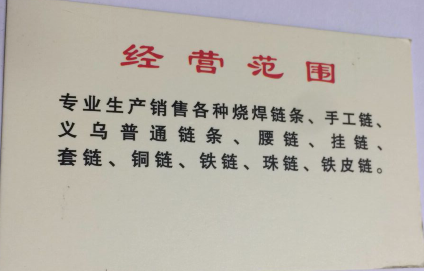 经营范围
专业生产销售各种烧焊链条、手工链、
义乌普通链条、腰链、挂链、
套链、铜链、铁链、珠链、铁皮链。